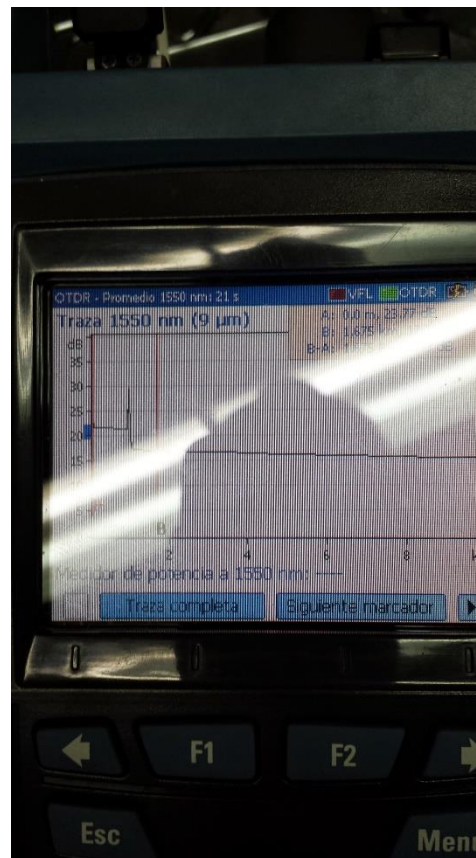 OTDR - Promedio 1550 nm: 21 s VFL OTDR
Traza 1550 nm (9 µm)
A: 0.0 m, 23.77
dB
B: 1.675
35
B-A:
30
25
20
15
B
2 4 6 8
Medidor de potencia a 1550 nm: ----
Traza completa Siguiente marcador
F1 F2
Esc Menu